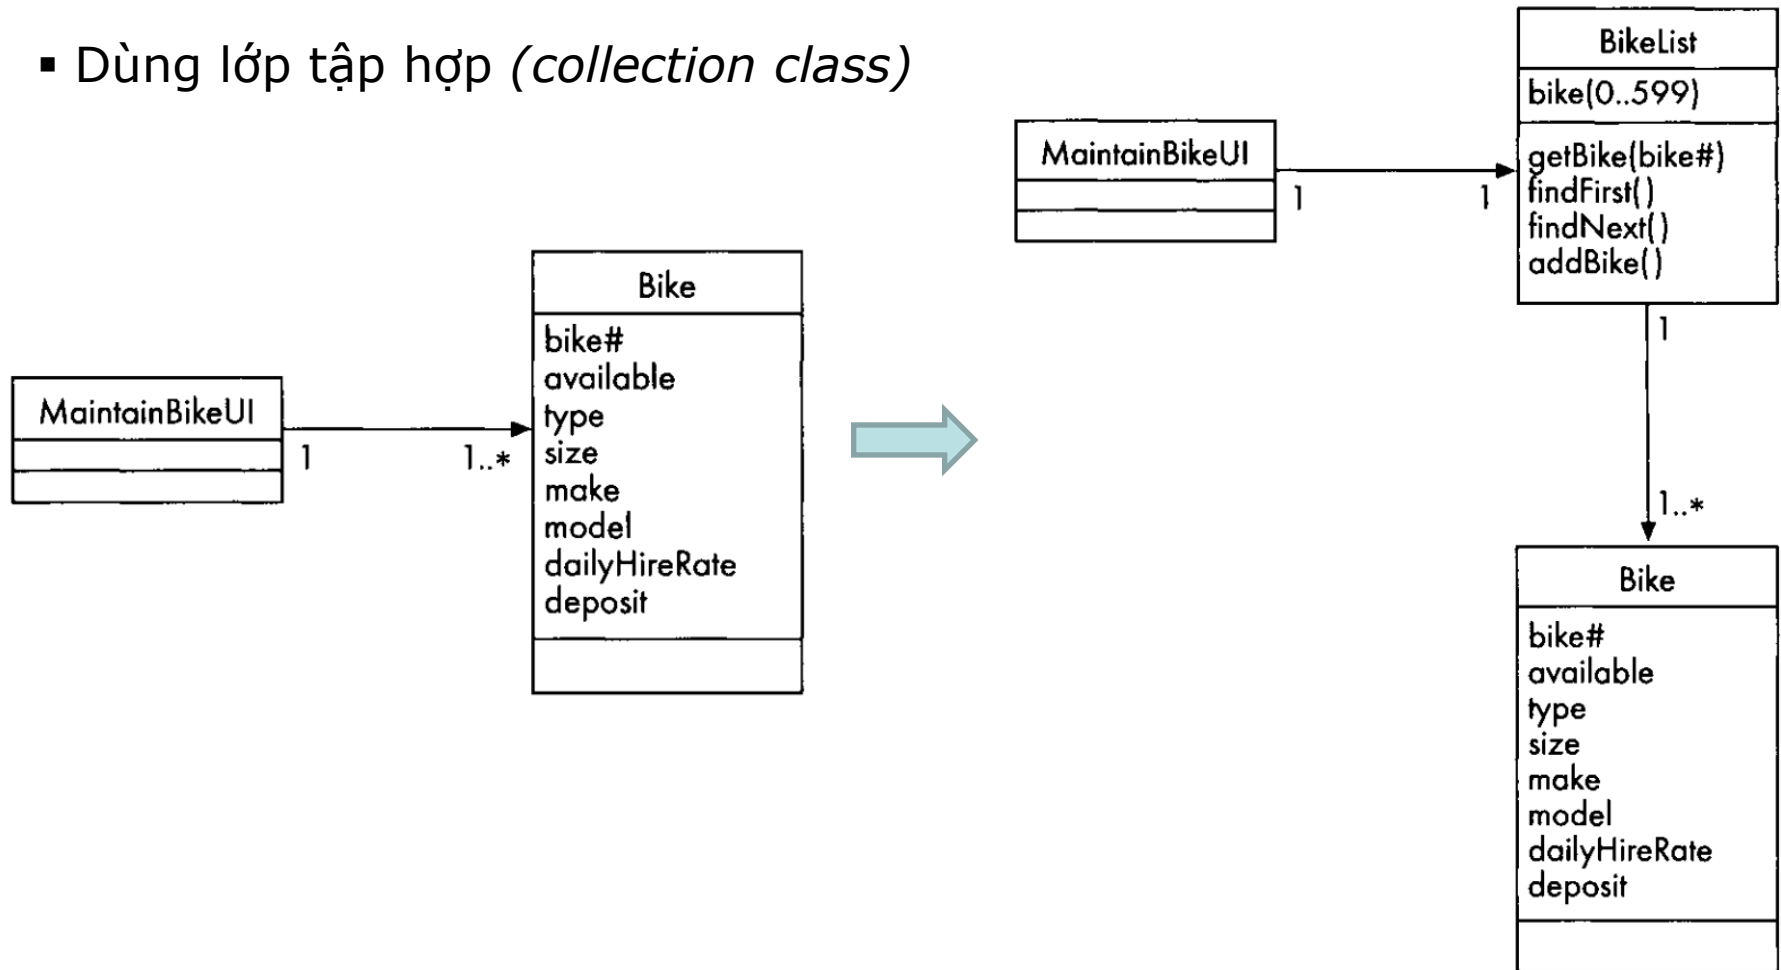 ▪ Dùng lớp tập hợp (collection class)
MaintainBikeUI
1
1..*
Bike
bike#
available
type
size
make
model
dailyHireRate
deposit
MaintainBikeUI
1
1
BikeList
bike(0..599)
getBike(bike#)
findFirst()
findNext()
addBike()
1
1..*
Bike
bike#
available
type
size
make
model
dailyHireRate
deposit